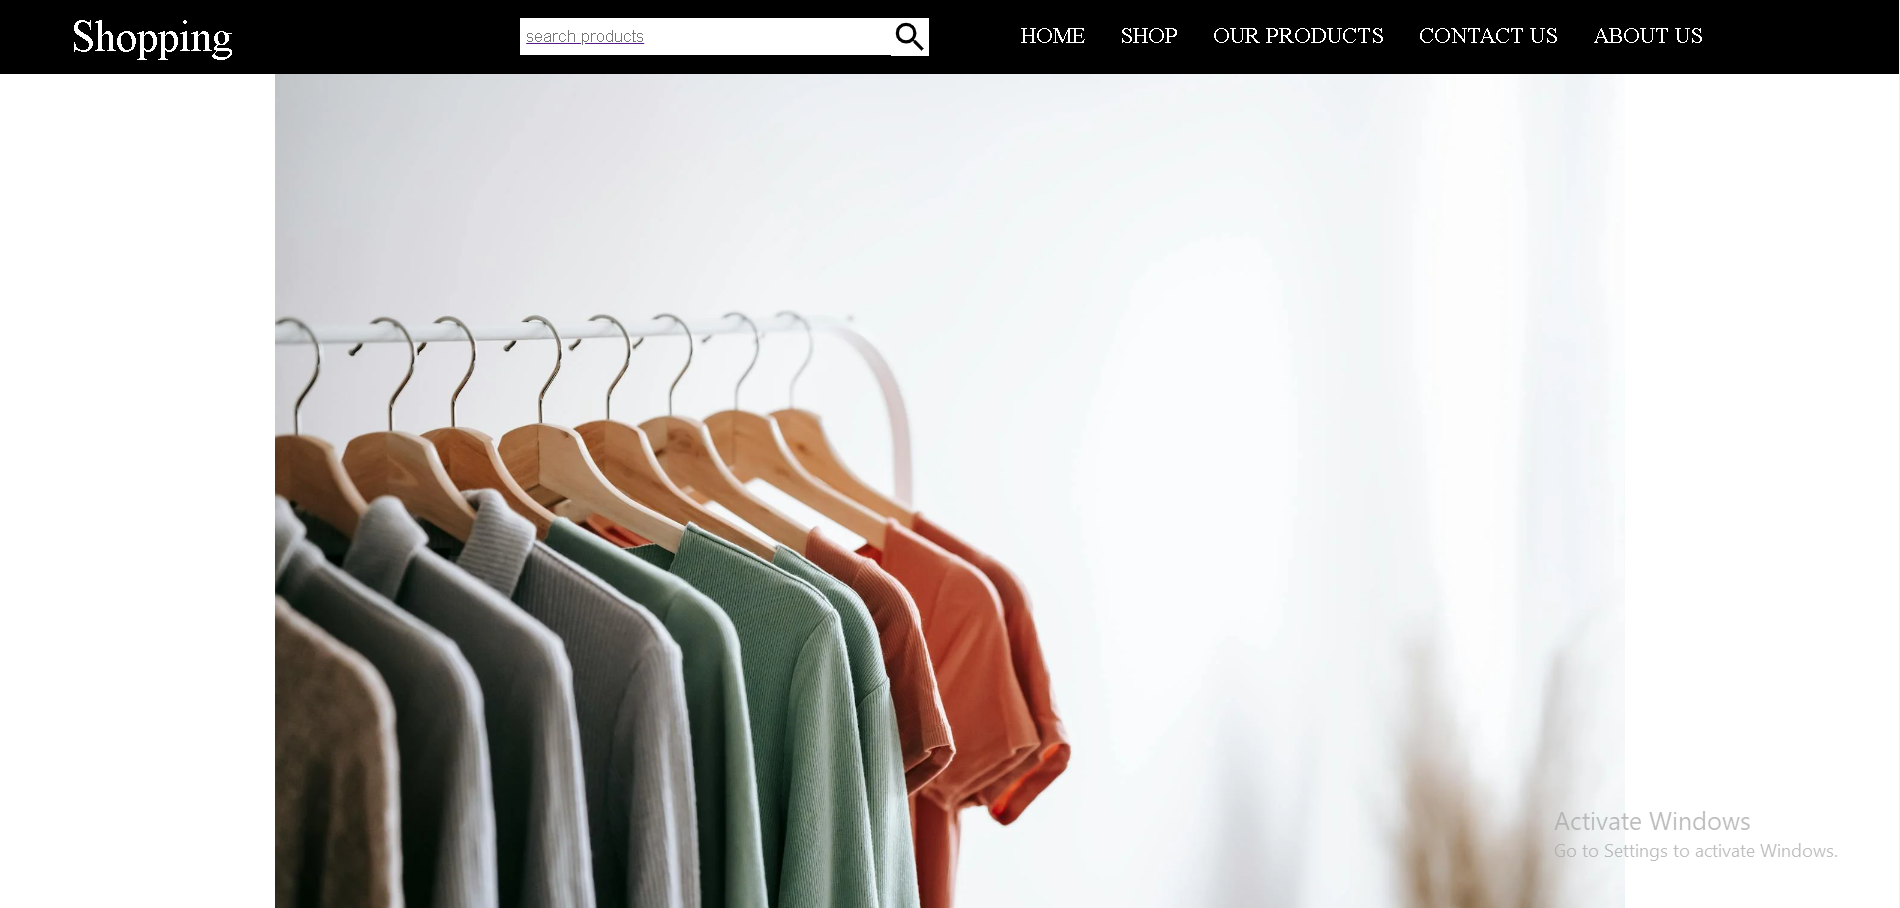 Shopping
search products
HOME SHOP OUR PRODUCTS CONTACT US ABOUT US
Activate Windows
Go to Settings to activate Windows.